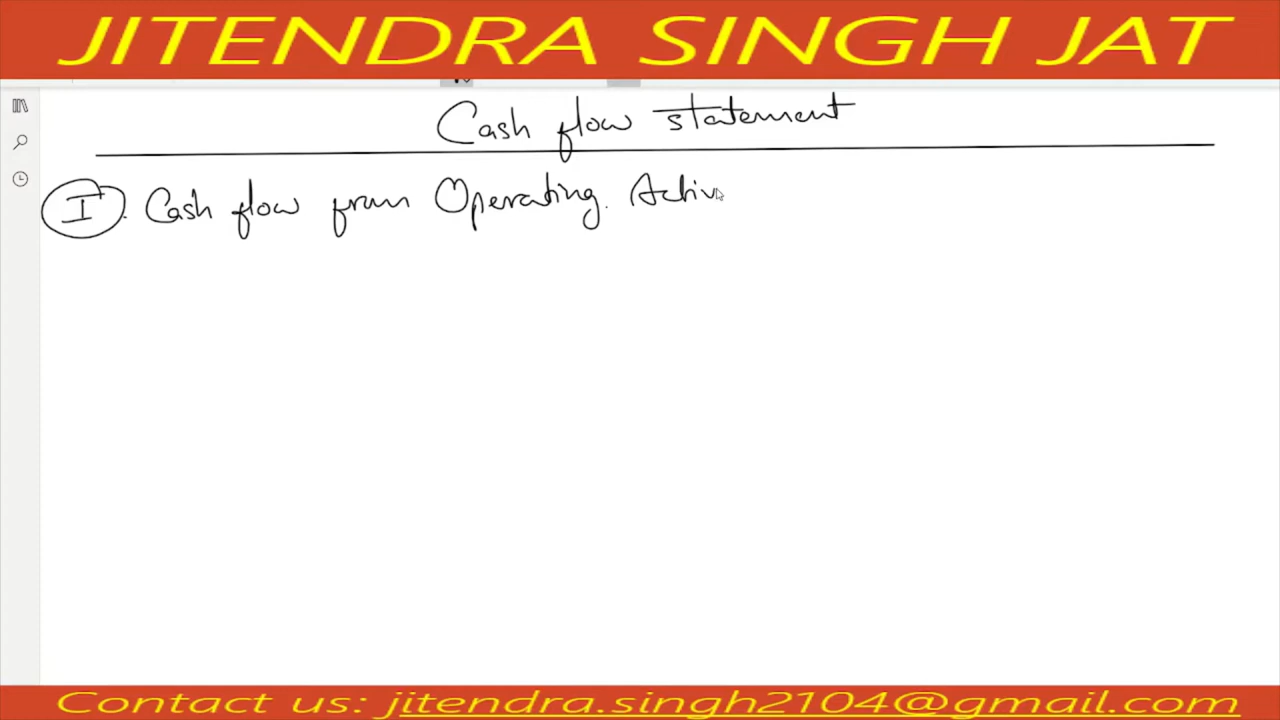 JITENDRA SINGH JAT
Cash flow statement
I. Cash flow from Operating. Activ
Contact us: jitendra.singh2104@gmail.com